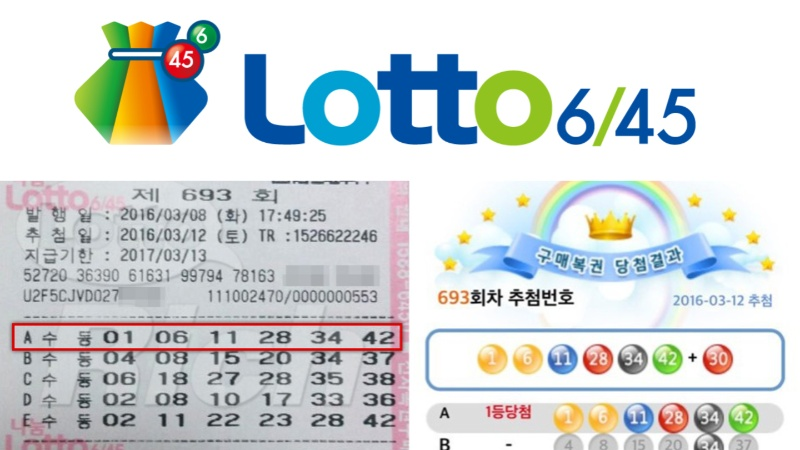 6
45
Lotto6/45
Lotto6/45
제 693 회
발 행 일 : 2016/03/08 (화) 17:49:25
추 첨 일 : 2016/03/12 (토) TR :1526622246
지급기한 : 2017/03/13
52720 36390 61631 99794 78163
U2F5CJVD027 111002470/0000000553
A 수 동 01 06 11 28 34 42
B 수 동 04 08 15 20 34 37
C 수 동 06 18 27 28 35 38
D 수 동 02 08 10 17 33 36
E 수 동 02 11 22 23 28 42
나눔
Lotto6/45
구매복권 당첨결과
693회차 추첨번호 2016-03-12 추첨
1 6 11 28 34 42 + 30
A 1등당첨 1 6 11 28 34 42
B - 4 8 15 20 34 37